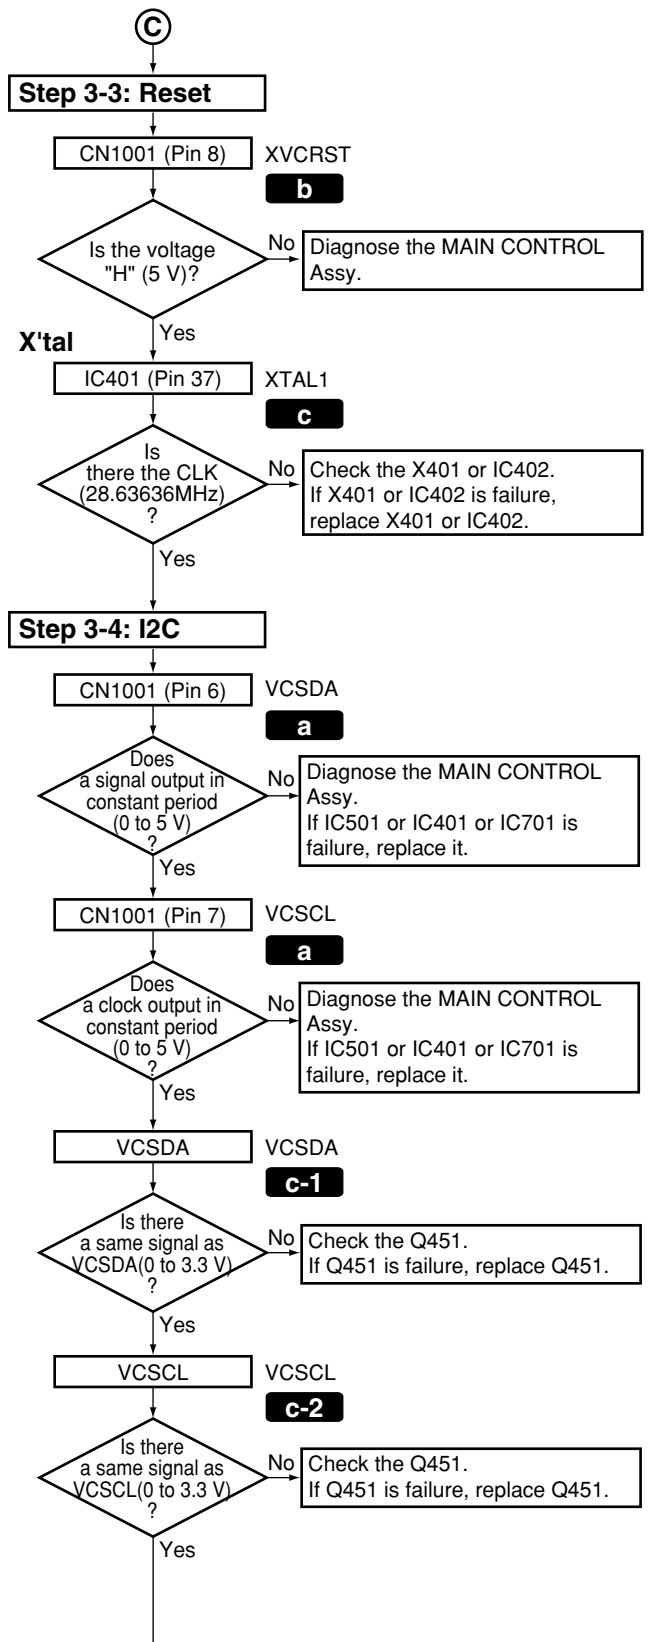 C
Step 3-3: Reset
CN1001 (Pin 8)
XVCRST
b
Is the voltage
"H" (5 V)?
No
Diagnose the MAIN CONTROL
Assy.
Yes
X'tal
IC401 (Pin 37)
XTAL1
c
Is
there the CLK
(28.63636MHz)
?
No
Check the X401 or IC402.
If X401 or IC402 is failure,
replace X401 or IC402.
Yes
Step 3-4: I2C
CN1001 (Pin 6)
VCSDA
a
Does
a signal output in
constant period
(0 to 5 V)
?
No
Diagnose the MAIN CONTROL
Assy.
If IC501 or IC401 or IC701 is
failure, replace it.
Yes
CN1001 (Pin 7)
VCSCL
a
Does
a clock output in
constant period
(0 to 5 V)
?
No
Diagnose the MAIN CONTROL
Assy.
If IC501 or IC401 or IC701 is
failure, replace it.
Yes
VCSDA
VCSDA
c-1
Is there
a same signal as
VCSDA(0 to 3.3 V)
?
No
Check the Q451.
If Q451 is failure, replace Q451.
Yes
VCSCL
VCSCL
c-2
Is there
a same signal as
VCSCL(0 to 3.3 V)
?
No
Check the Q451.
If Q451 is failure, replace Q451.
Yes